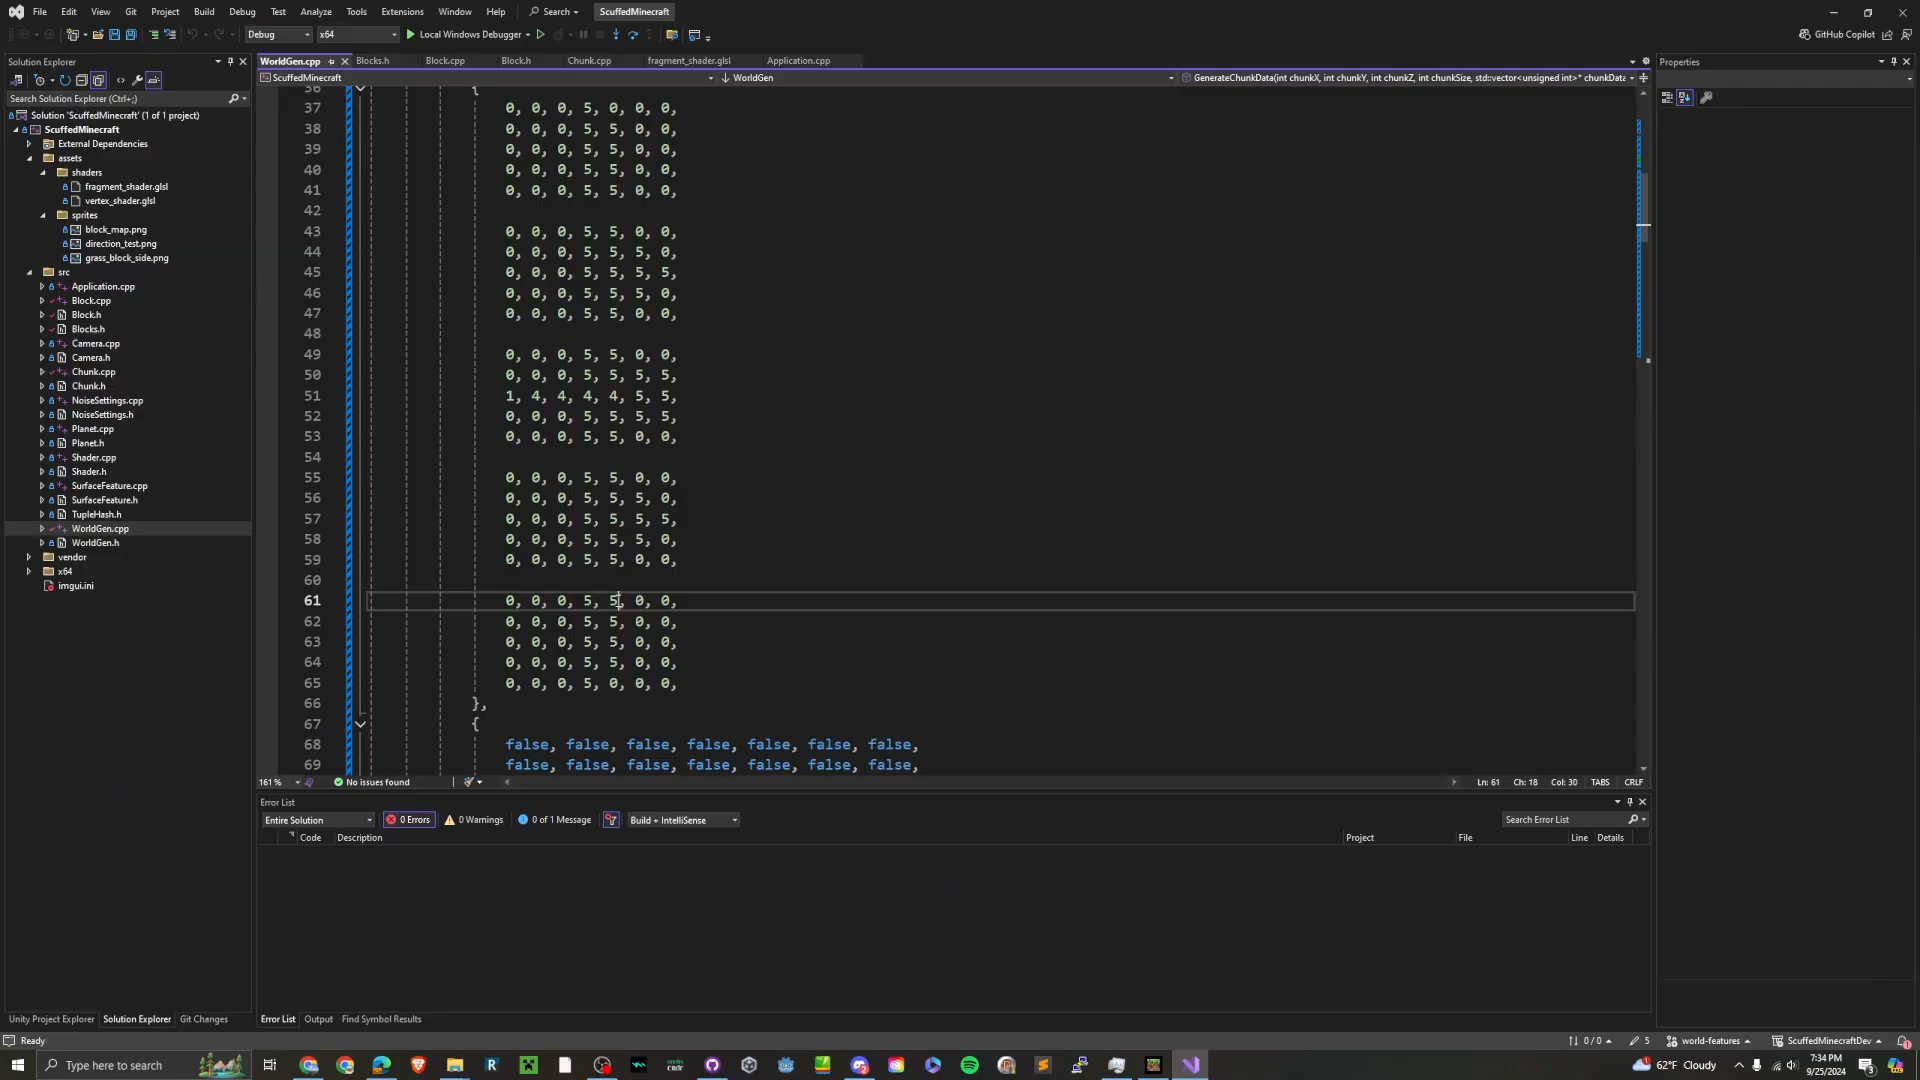 File Edit View Git Project Build Debug Test Analyze Tools Extensions Window Help Search ScuffedMinecraft
Debug x64 Local Windows Debugger GitHub Copilot
Solution Explorer
Search Solution Explorer (Ctrl+;)
Solution 'ScuffedMinecraft' (1 of 1 project)
ScuffedMinecraft
External Dependencies
assets
shaders
fragment_shader.glsl
vertex_shader.glsl
sprites
block_map.png
direction_test.png
grass_block_side.png
src
Application.cpp
Block.cpp
Block.h
Blocks.h
Camera.cpp
Camera.h
Chunk.cpp
Chunk.h
NoiseSettings.cpp
NoiseSettings.h
Planet.cpp
Planet.h
Shader.cpp
Shader.h
SurfaceFeature.cpp
SurfaceFeature.h
TupleHash.h
WorldGen.cpp
WorldGen.h
vendor
x64
imgui.ini
Unity Project Explorer Solution Explorer Git Changes
WorldGen.cpp Blocks.h Block.cpp Block.h Chunk.cpp fragment_shader.glsl Application.cpp
ScuffedMinecraft WorldGen GenerateChunkData(int chunkX, int chunkY, int chunkZ, int chunkSize, std::vector<unsigned int>* chunkData
36 {
37 0, 0, 0, 5, 0, 0, 0,
38 0, 0, 0, 5, 5, 0, 0,
39 0, 0, 0, 5, 5, 0, 0,
40 0, 0, 0, 5, 5, 0, 0,
41 0, 0, 0, 5, 5, 0, 0,
42
43 0, 0, 0, 5, 5, 0, 0,
44 0, 0, 0, 5, 5, 5, 0,
45 0, 0, 0, 5, 5, 5, 5,
46 0, 0, 0, 5, 5, 5, 0,
47 0, 0, 0, 5, 5, 0, 0,
48
49 0, 0, 0, 5, 5, 0, 0,
50 0, 0, 0, 5, 5, 5, 5,
51 1, 4, 4, 4, 4, 5, 5,
52 0, 0, 0, 5, 5, 5, 5,
53 0, 0, 0, 5, 5, 0, 0,
54
55 0, 0, 0, 5, 5, 0, 0,
56 0, 0, 0, 5, 5, 5, 0,
57 0, 0, 0, 5, 5, 5, 5,
58 0, 0, 0, 5, 5, 5, 0,
59 0, 0, 0, 5, 5, 0, 0,
60
61 0, 0, 0, 5, 5, 0, 0,
62 0, 0, 0, 5, 5, 0, 0,
63 0, 0, 0, 5, 5, 0, 0,
64 0, 0, 0, 5, 5, 0, 0,
65 0, 0, 0, 5, 0, 0, 0,
66 },
67 {
68 false, false, false, false, false, false, false,
69 false, false, false, false, false, false, false,
161 % No issues found Ln: 61 Ch: 18 Col: 30 TABS CRLF
Error List
Entire Solution 0 Errors 0 Warnings 0 of 1 Message Build + IntelliSense Search Error List
Code Description Project File Line Details
Error List Output Find Symbol Results
Properties
Ready 0 / 0 5 world-features ScuffedMinecraftDev
Type here to search 62°F Cloudy 7:34 PM
9/25/2024